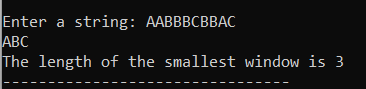 Enter a string: AABBBCBBAC
ABC
The length of the smallest window is 3
--------------------------------